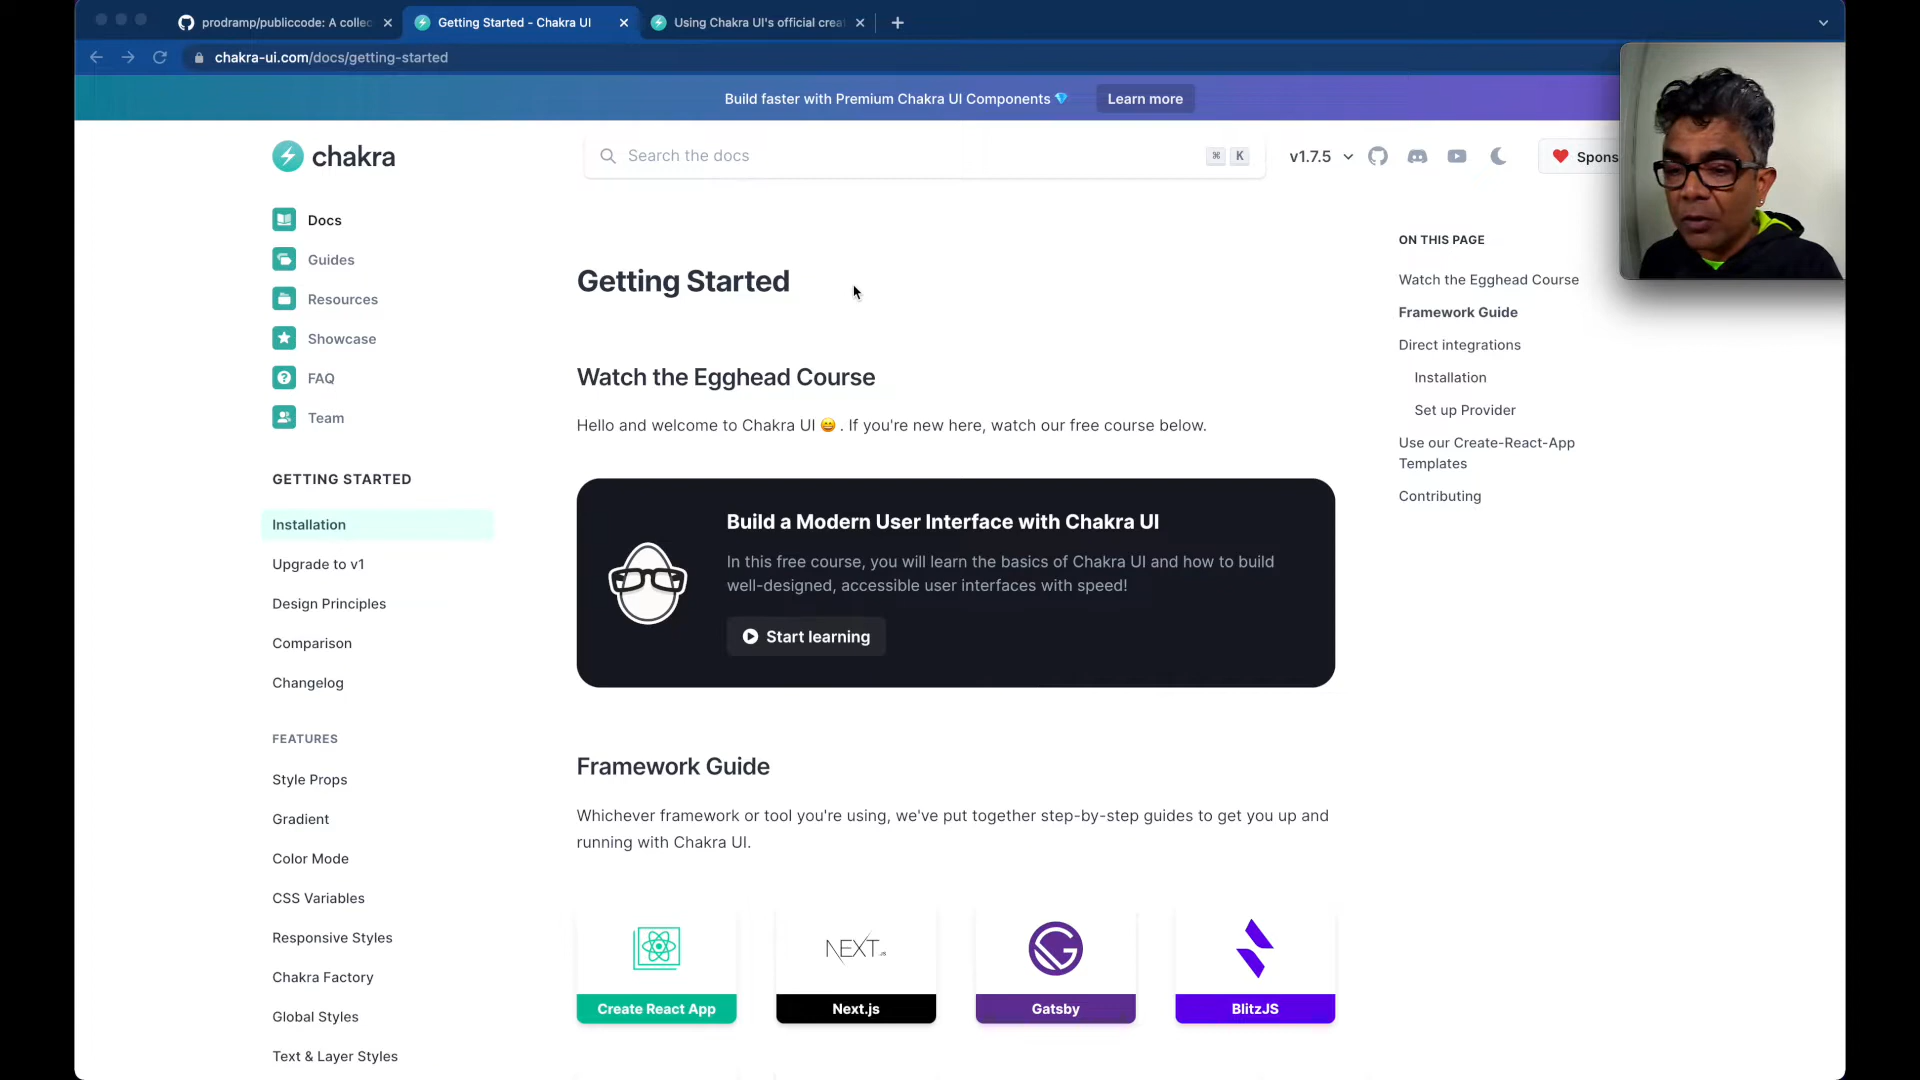 prodramp/publiccode: A collec
Getting Started - Chakra UI
Using Chakra UI's official crea
chakra-ui.com/docs/getting-started
Build faster with Premium Chakra UI Components 💎
Learn more
chakra
Search the docs
⌘ K
v1.7.5
Spons
Docs
Guides
Resources
Showcase
FAQ
Team
GETTING STARTED
Installation
Upgrade to v1
Design Principles
Comparison
Changelog
FEATURES
Style Props
Gradient
Color Mode
CSS Variables
Responsive Styles
Chakra Factory
Global Styles
Text & Layer Styles
Getting Started
Watch the Egghead Course
Hello and welcome to Chakra UI 😀 . If you're new here, watch our free course below.
Build a Modern User Interface with Chakra UI
In this free course, you will learn the basics of Chakra UI and how to build
well-designed, accessible user interfaces with speed!
Start learning
Framework Guide
Whichever framework or tool you're using, we've put together step-by-step guides to get you up and
running with Chakra UI.
Create React App
NEXT.JS
Next.js
Gatsby
BlitzJS
ON THIS PAGE
Watch the Egghead Course
Framework Guide
Direct integrations
Installation
Set up Provider
Use our Create-React-App
Templates
Contributing